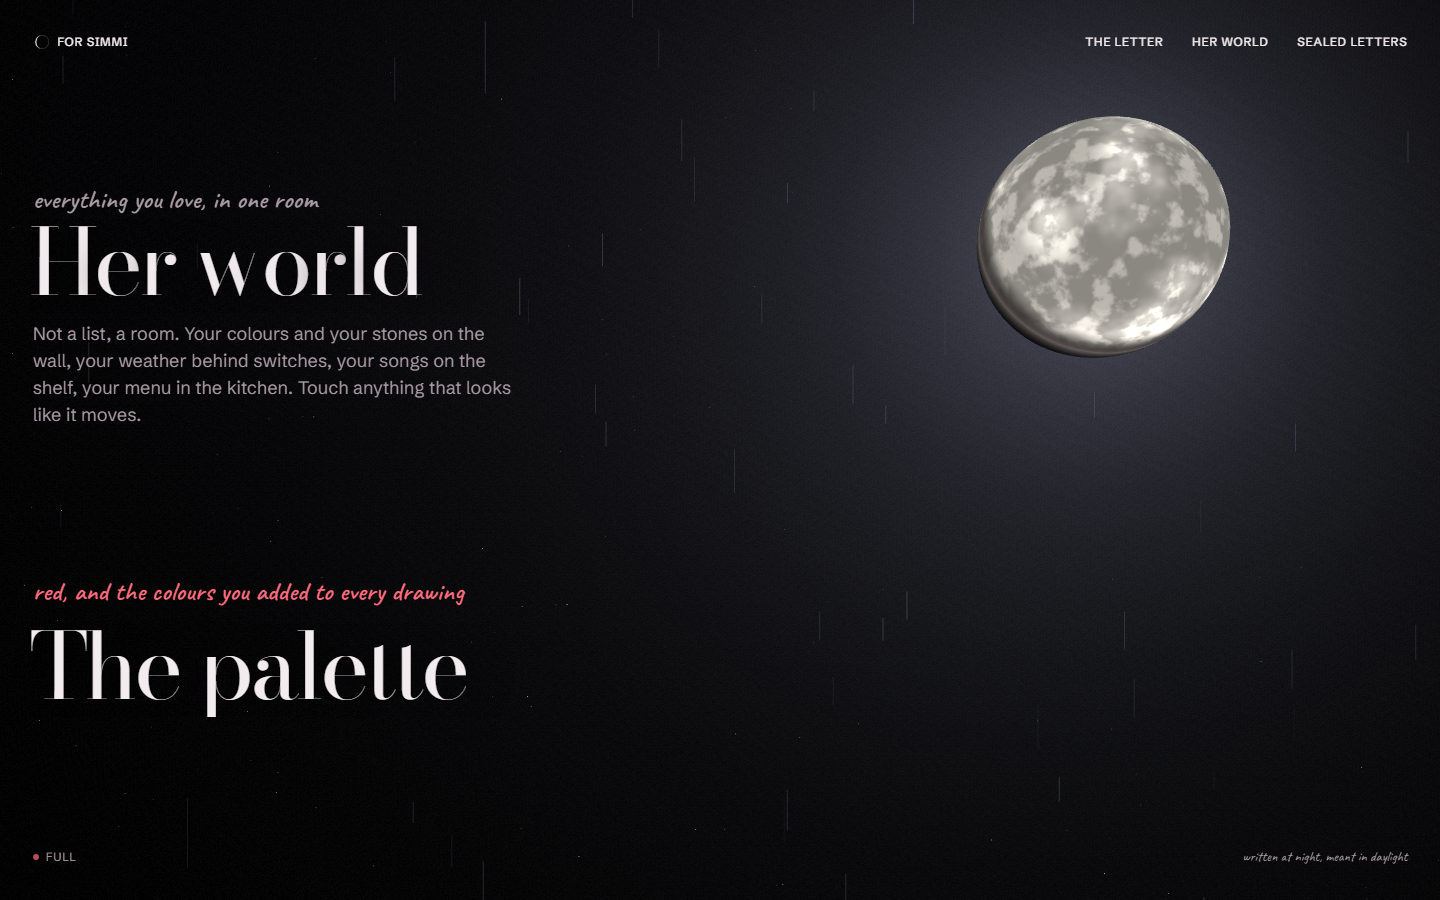 FOR SIMMI
THE LETTER
HER WORLD
SEALED LETTERS
everything you love, in one room
Her world
Not a list, a room. Your colours and your stones on the
wall, your weather behind switches, your songs on the
shelf, your menu in the kitchen. Touch anything that looks
like it moves.
red, and the colours you added to every drawing
The palette
FULL
written at night, meant in daylight